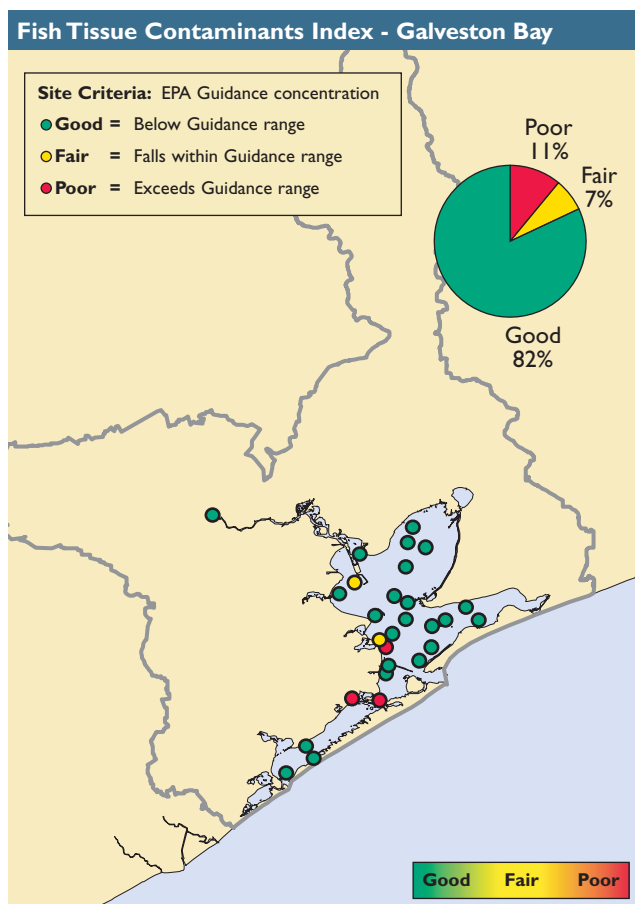 Fish Tissue Contaminants Index - Galveston Bay
Site Criteria: EPA Guidance concentration
Good = Below Guidance range
Fair = Falls within Guidance range
Poor = Exceeds Guidance range
Poor
11%
Fair
7%
Good
82%
Good Fair Poor